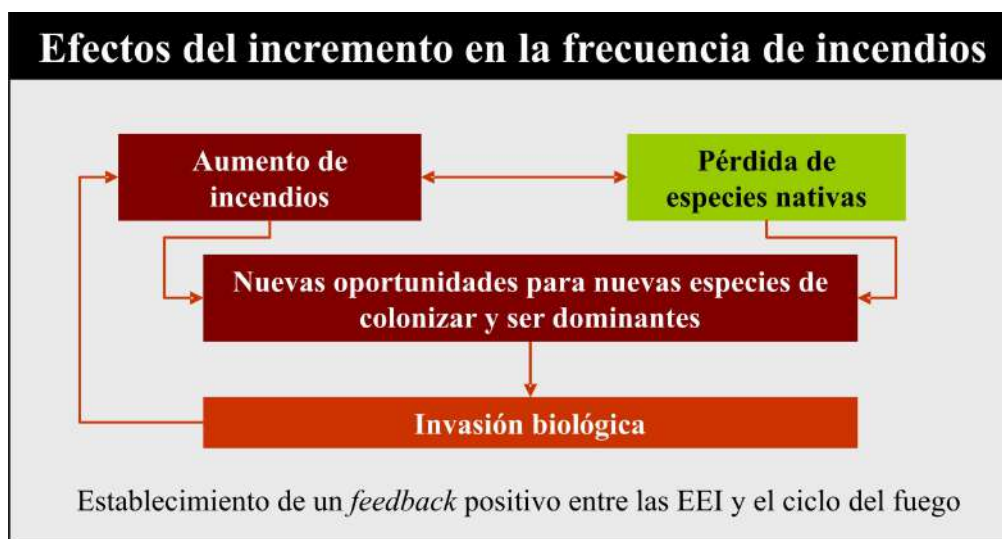 Efectos del incremento en la frecuencia de incendios
Aumento de
incendios
Pérdida de
especies nativas
Nuevas oportunidades para nuevas especies de
colonizar y ser dominantes
Invasión biológica
Establecimiento de un feedback positivo entre las EEI y el ciclo del fuego